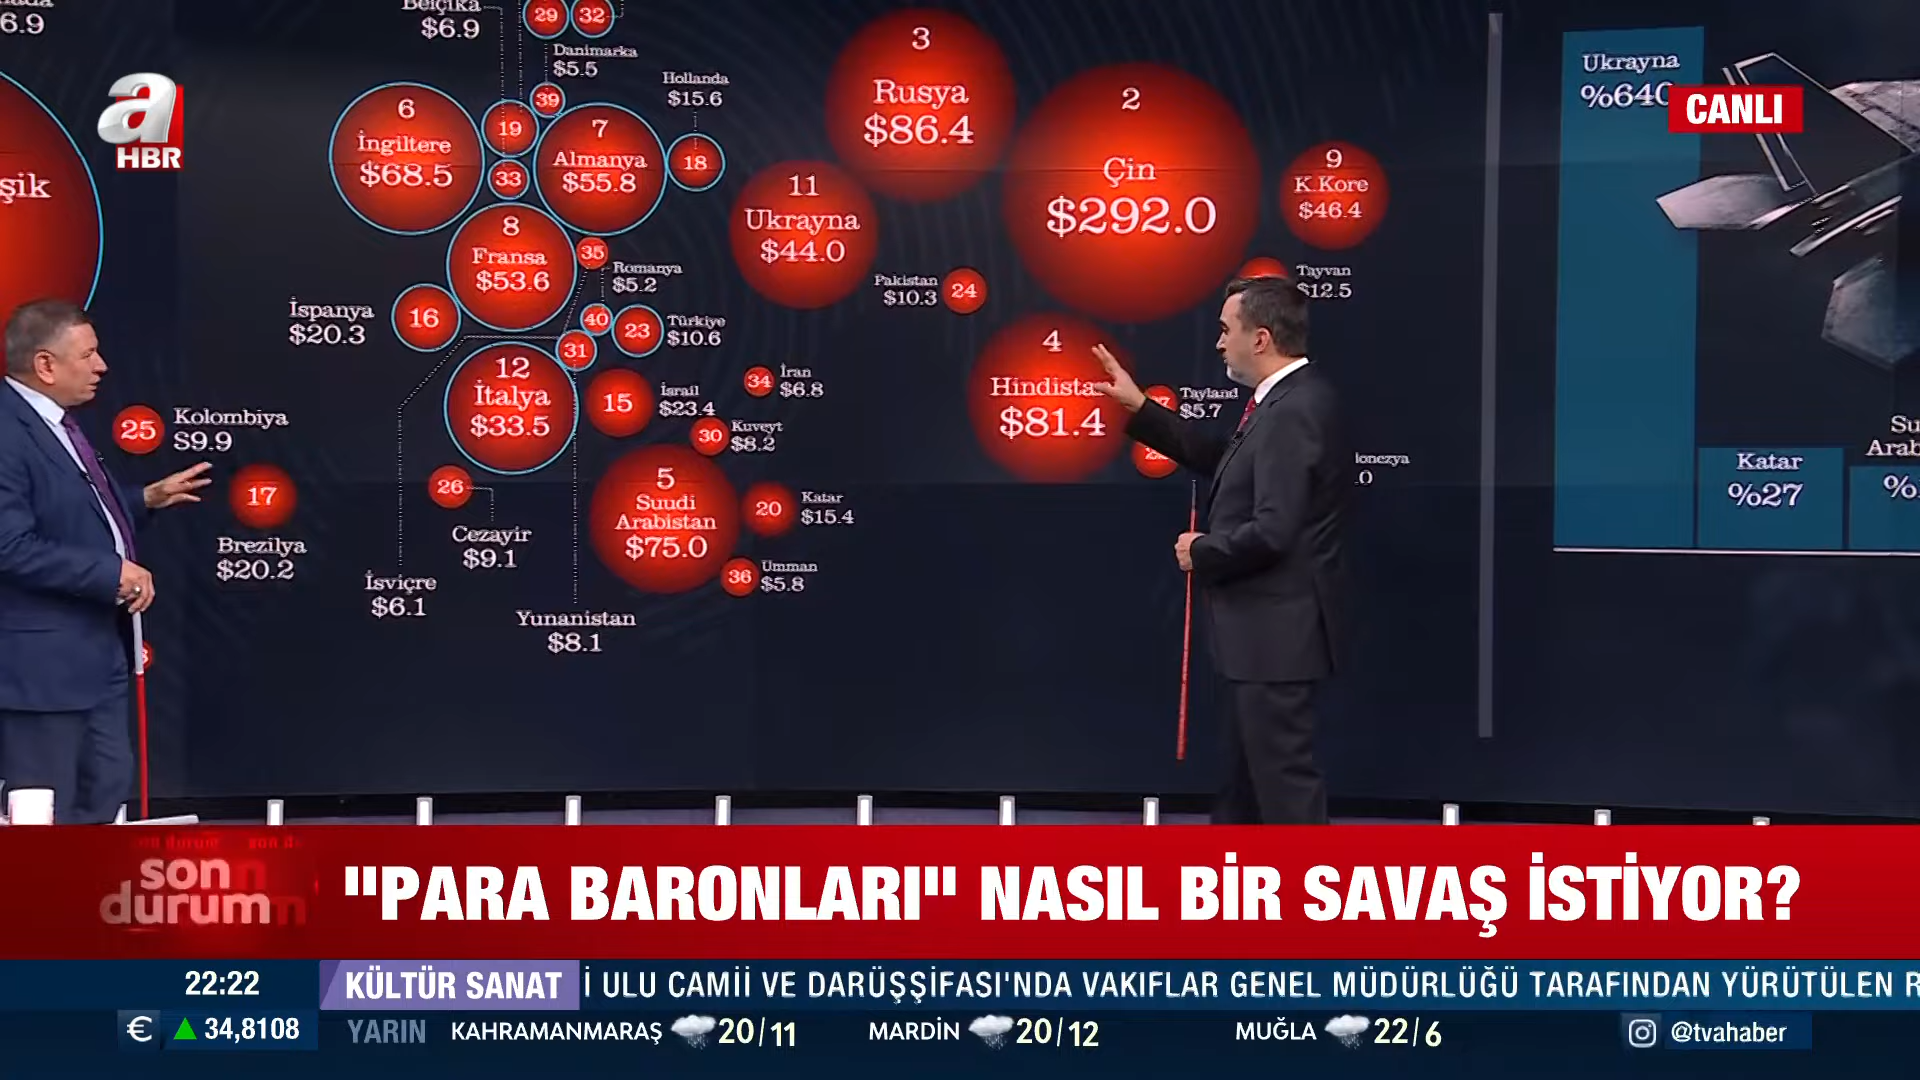 6.9
Belçika
$6.9
29
32
Danimarka
$5.5
39
Hollanda
$15.6
18
a
HBR
şik
6
İngiltere
$68.5
19
33
7
Almanya
$55.8
8
Fransa
$53.6
35
Romanya
$5.2
İspanya
$20.3
16
40
23
Türkiye
$10.6
31
12
İtalya
$33.5
15
İsrail
$23.4
34
İran
$6.8
30
Kuveyt
$8.2
25
Kolombiya
$9.9
17
Brezilya
$20.2
26
Cezayir
$9.1
İsviçre
$6.1
Yunanistan
$8.1
5
Suudi
Arabistan
$75.0
20
Katar
$15.4
36
Umman
$5.8
3
Rusya
$86.4
2
Çin
$292.0
11
Ukrayna
$44.0
Pakistan
$10.3
24
9
K.Kore
$46.4
Tayvan
$12.5
4
Hindista
$81.4
Tayland
$5.7
.0
Ukrayna
%640
CANLI
Katar
%27
Su
Arab
%
son
durum
"PARA BARONLARI" NASIL BİR SAVAŞ İSTİYOR?
22:22
KÜLTÜR SANAT
İ ULU CAMİİ VE DARÜŞŞİFASI'NDA VAKIFLAR GENEL MÜDÜRLÜĞÜ TARAFINDAN YÜRÜTÜLEN R
€ 34,8108
YARIN KAHRAMANMARAŞ 20/11 MARDİN 20/12 MUĞLA 22/6
@tvahaber